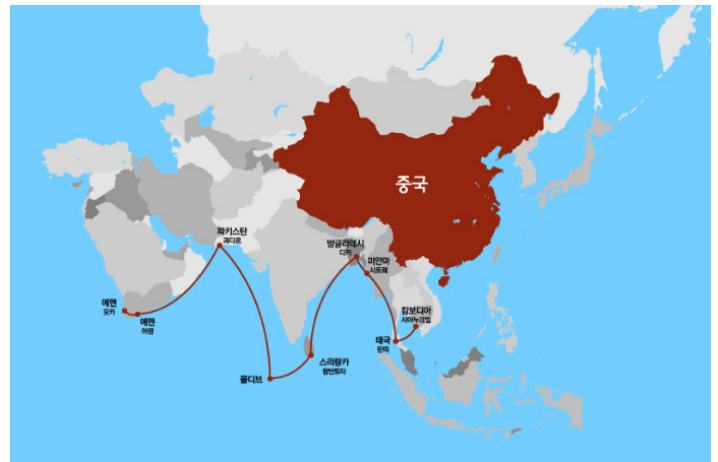 중국
파키스탄
과다르
방글라데시
다카
미얀마
시트웨
예멘
모카
예멘
아덴
캄보디아
시아누크빌
태국
란타
스리랑카
함반토타
몰디브